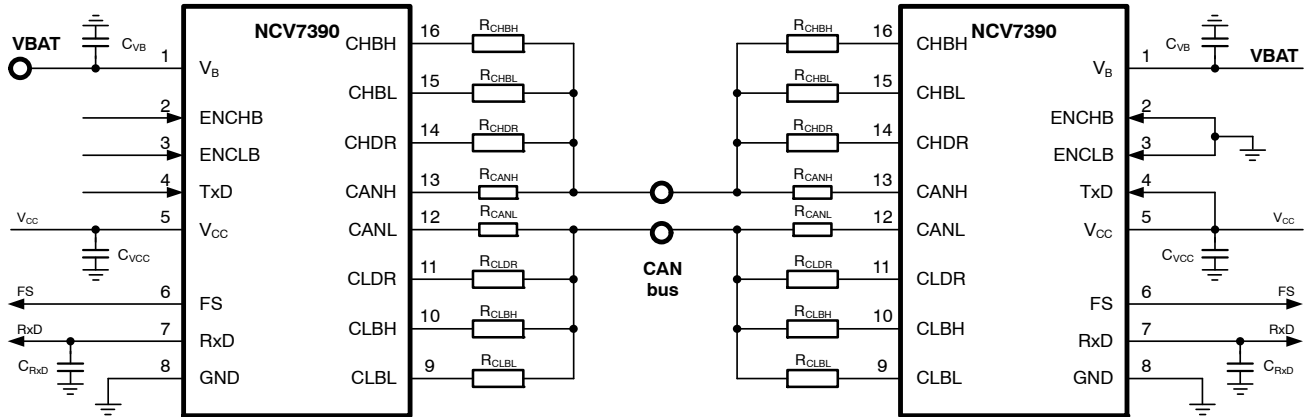 VBAT
C_VB
1
V_B
2
ENCHB
3
ENCLB
4
TxD
V_CC
5
V_CC
C_VCC
FS
6
FS
RxD
7
RxD
C_RxD
8
GND
NCV7390
CHBH
16
R_CHBH
CHBL
15
R_CHBL
CHDR
14
R_CHDR
CANH
13
R_CANH
CANL
12
R_CANL
CLDR
11
R_CLDR
CLBH
10
R_CLBH
CLBL
9
R_CLBL
CAN
bus
R_CHBH
16
CHBH
R_CHBL
15
CHBL
R_CHDR
14
CHDR
R_CANH
13
CANH
R_CANL
12
CANL
R_CLDR
11
CLDR
R_CLBH
10
CLBH
R_CLBL
9
CLBL
NCV7390
C_VB
V_B
1
VBAT
ENCHB
2
ENCLB
3
TxD
4
V_CC
5
V_CC
C_VCC
FS
6
FS
RxD
7
RxD
C_RxD
GND
8